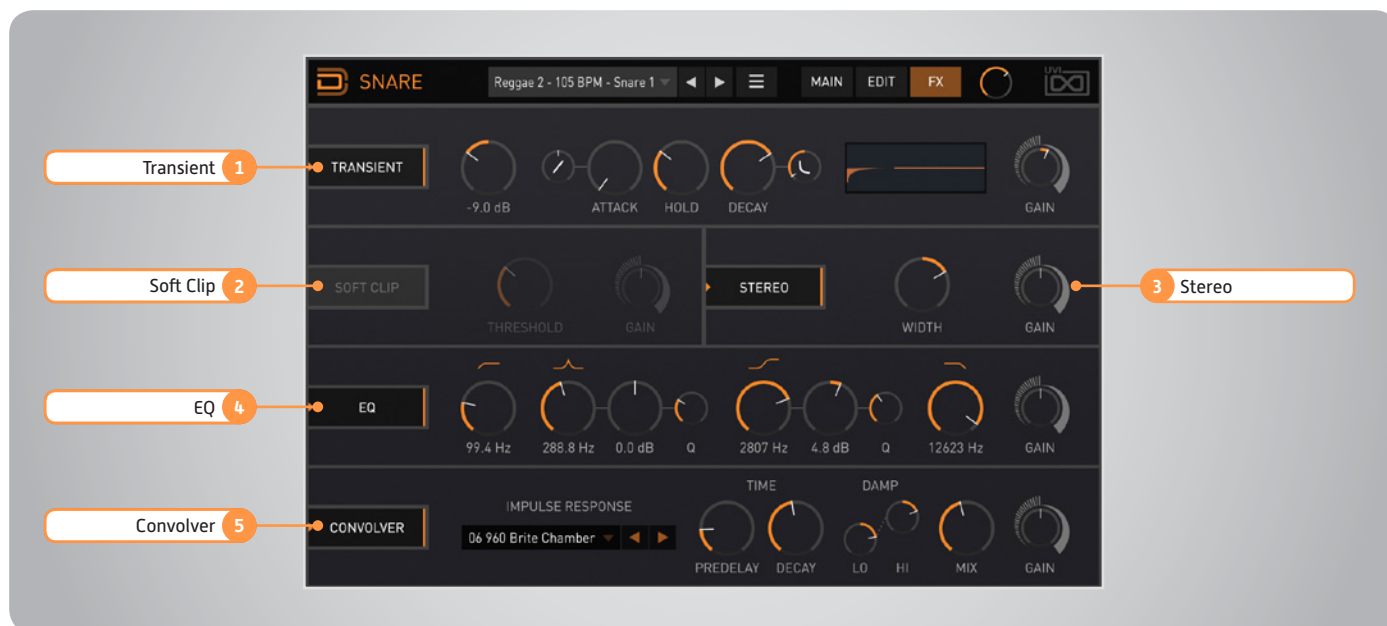 SNARE
Reggae 2 - 105 BPM - Snare 1
MAIN EDIT FX
UVI
Transient 1
TRANSIENT
-9.0 dB ATTACK HOLD DECAY GAIN
Soft Clip 2
SOFT CLIP
THRESHOLD GAIN
STEREO
WIDTH GAIN
3 Stereo
EQ 4
EQ
99.4 Hz 288.8 Hz 0.0 dB Q 2807 Hz 4.8 dB Q 12623 Hz GAIN
Convolver 5
CONVOLVER
IMPULSE RESPONSE
06 960 Brite Chamber
TIME DAMP
PREDELAY DECAY LO HI MIX GAIN